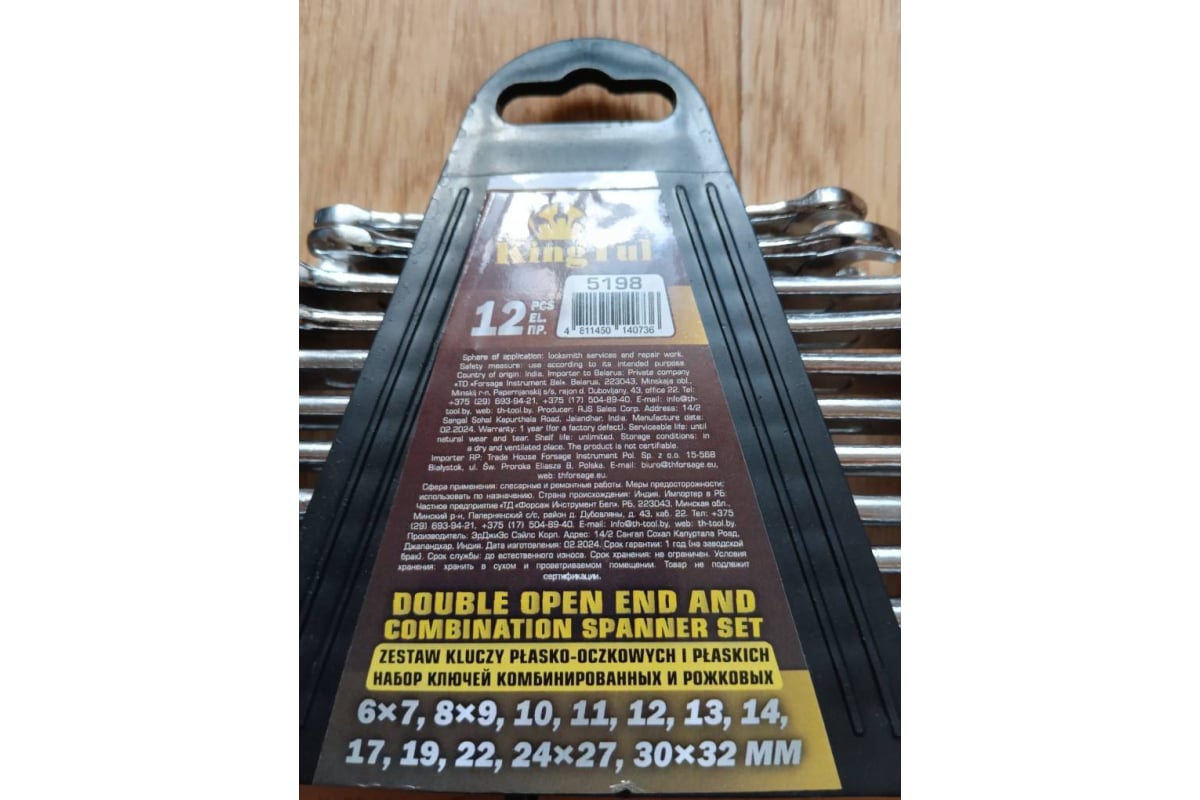 KingTul
5198
12 PCS
EL.
ПР.
4 811450 140736
Sphere of application: locksmith services and repair work.
Safety measure: use according to its intended purpose.
Country of origin: India. Importer to Belarus: Private company
«TD «Forsage Instrument Bel». Belarus, 223043, Minskaja obl.,
Minskij r-n, Papernjanskij s/s, rajon d. Dubovljany, 43, office 22. Tel:
+375 (29) 693-94-21, +375 (17) 504-89-40. E-mail: info@th-
tool.by, web: th-tool.by. Producer: RJS Sales Corp. Address: 14/2
Sangal Sohal Kapurthala Road, Jalandhar, India. Manufacture date:
02.2024. Warranty: 1 year (for a factory defect). Serviceable life: until
natural wear and tear. Shelf life: unlimited. Storage conditions: in
a dry and ventilated place. The product is not certifiable.
Importer RP: Trade House Forsage Instrument Pol. Sp. z o.o. 15-568
Białystok, ul. Św. Proroka Eliasza 8, Polska. E-mail: biuro@thforsage.eu,
web: thforsage.eu.
Сфера применения: слесарные и ремонтные работы. Меры предосторожности:
использовать по назначению. Страна происхождения: Индия. Импортер в РБ:
Частное предприятие «ТД «Форсаж Инструмент Бел». РБ, 223043, Минская обл.,
Минский р-н, Папернянский с/с, район д. Дубовляны, д. 43, каб. 22. Тел: +375
(29) 693-94-21, +375 (17) 504-89-40. E-mail: info@th-tool.by, web: th-tool.by.
Производитель: ЭрДжиЭс Сэйлс Корп. Адрес: 14/2 Сангал Сохал Капуртала Роад,
Джаландхар, Индия. Дата изготовления: 02.2024. Срок гарантии: 1 год (на заводской
брак). Срок службы: до естественного износа. Срок хранения: не ограничен. Условия
хранения: хранить в сухом и проветриваемом помещении. Товар не подлежит
сертификации.
DOUBLE OPEN END AND
COMBINATION SPANNER SET
ZESTAW KLUCZY PŁASKO-OCZKOWYCH I PŁASKICH
НАБОР КЛЮЧЕЙ КОМБИНИРОВАННЫХ И РОЖКОВЫХ
6×7, 8×9, 10, 11, 12, 13, 14,
17, 19, 22, 24×27, 30×32 MM